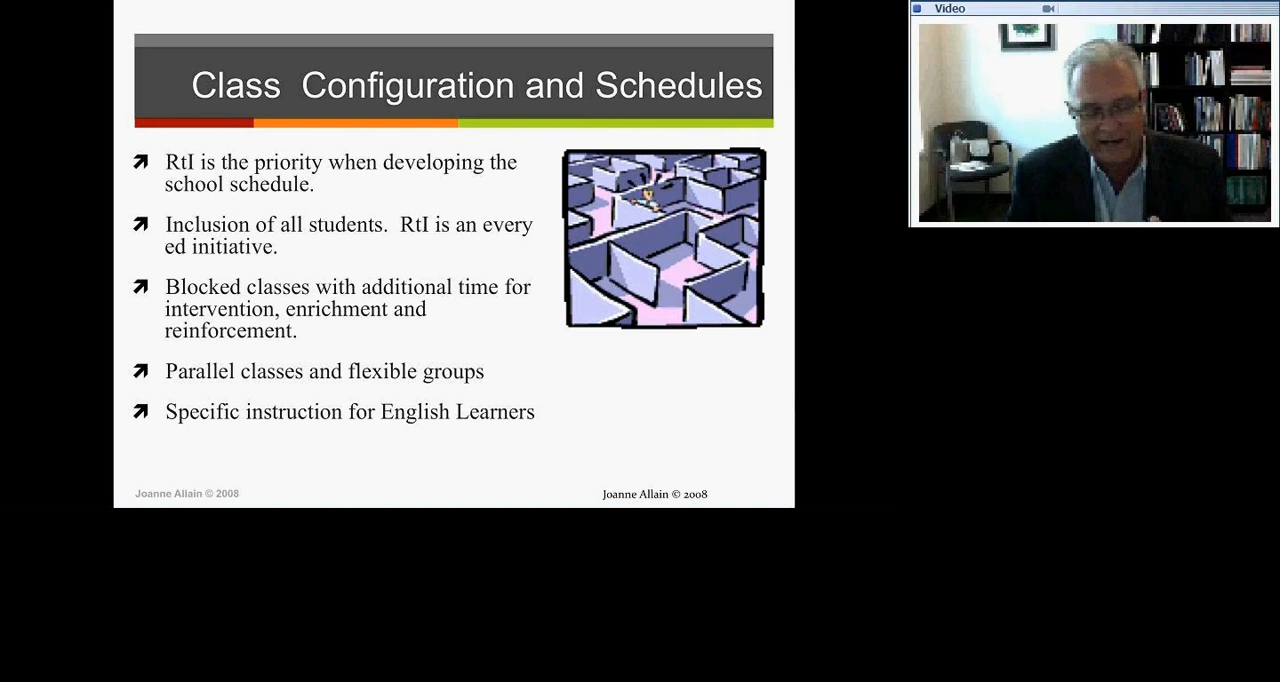 Class  Configuration and Schedules
RtI is the priority when developing the
school schedule.
Inclusion of all students.  RtI is an every
ed initiative.
Blocked classes with additional time for
intervention, enrichment and
reinforcement.
Parallel classes and flexible groups
Specific instruction for English Learners
Joanne Allain © 2008
Joanne Allain © 2008
Video